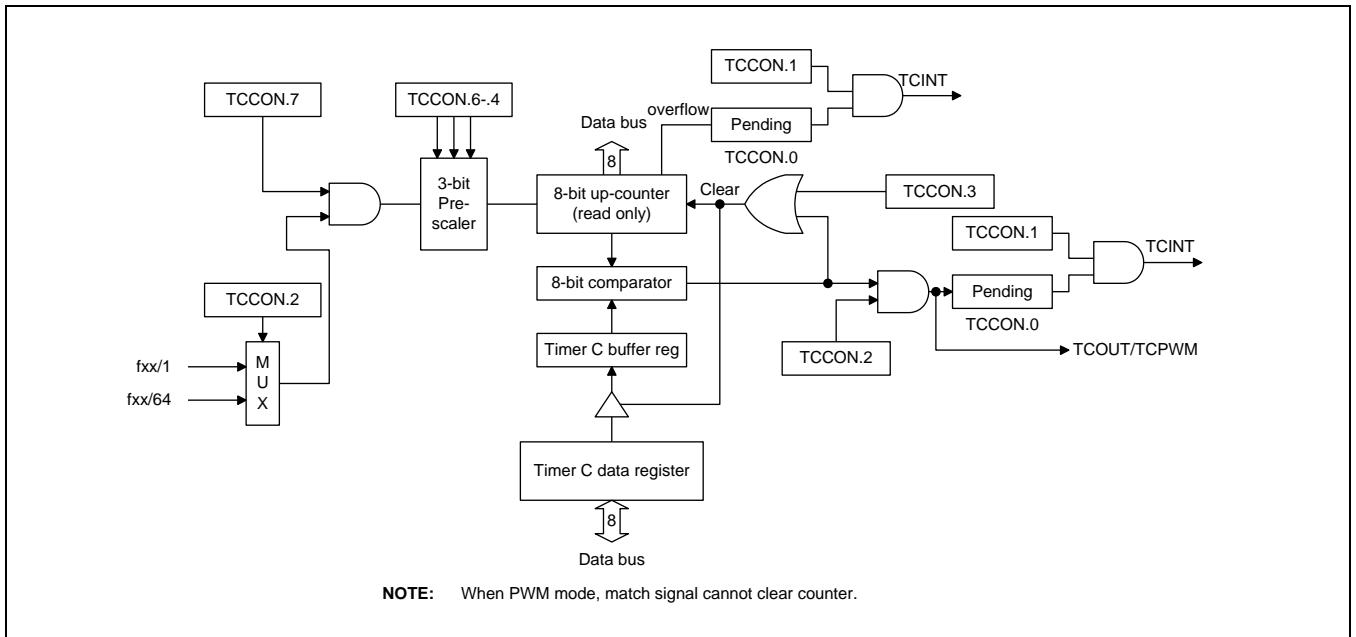 TCCON.1
TCINT
TCCON.7
TCCON.6-.4
overflow
Data bus
Pending
8
TCCON.0
3-bit
Pre-
scaler
8-bit up-counter
(read only)
Clear
TCCON.3
TCCON.1
TCINT
8-bit comparator
TCCON.2
Pending
TCCON.0
Timer C buffer reg
TCCON.2
TCOUT/TCPWM
fxx/1
fxx/64
M
U
X
Timer C data register
8
Data bus
NOTE: When PWM mode, match signal cannot clear counter.